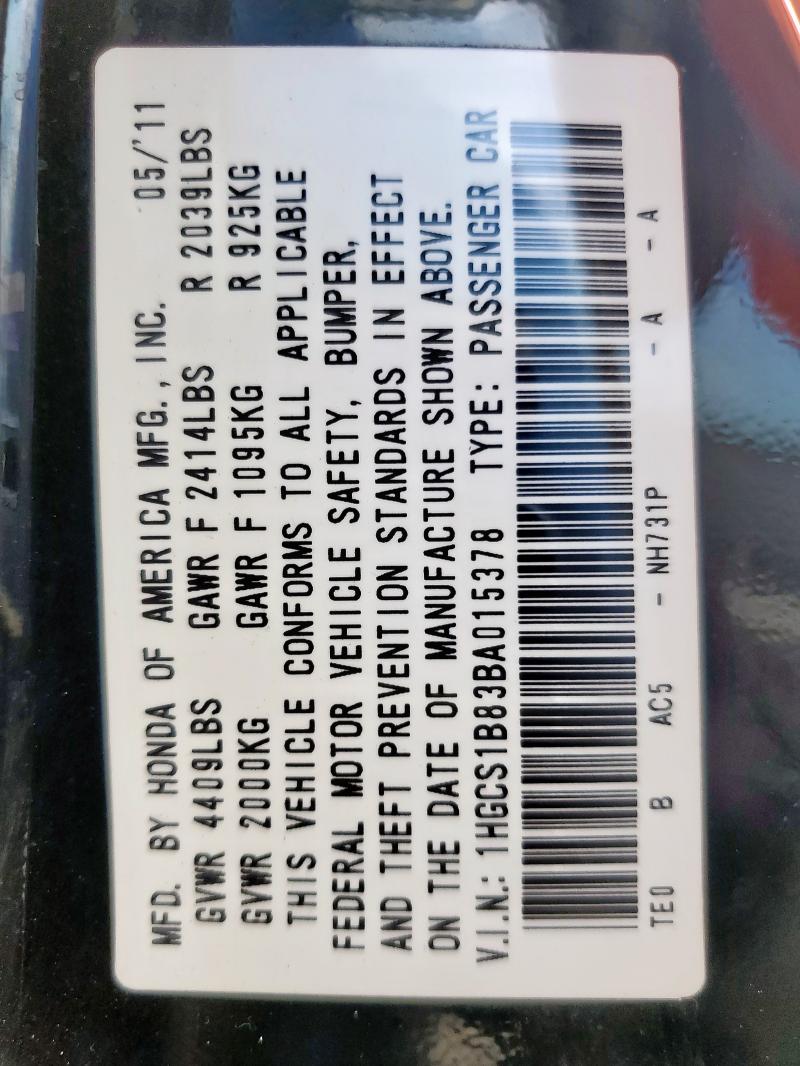 MFD. BY HONDA OF AMERICA MFG., INC. 05/'11
GVWR 4409LBS GAWR F 2414LBS R 2039LBS
GVWR 2000KG GAWR F 1095KG R 925KG
THIS VEHICLE CONFORMS TO ALL APPLICABLE
FEDERAL MOTOR VEHICLE SAFETY, BUMPER,
AND THEFT PREVENTION STANDARDS IN EFFECT
ON THE DATE OF MANUFACTURE SHOWN ABOVE.
V.I.N.: 1HGCS1B83BA015378 TYPE: PASSENGER CAR
TE0 B AC5 - NH731P - A - A